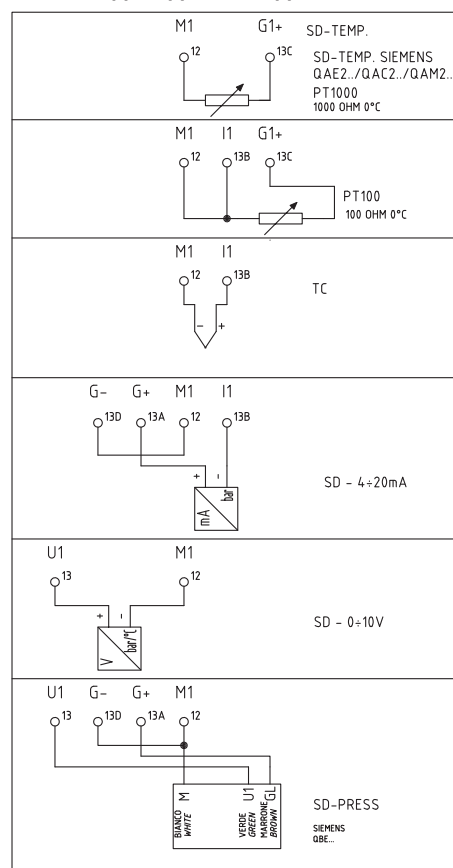 M1 G1+ SD-TEMP.
12 13C SD-TEMP. SIEMENS
QAE2../QAC2../QAM2..
PT1000
1000 OHM 0°C
M1 I1 G1+
12 13B 13C
PT100
100 OHM 0°C
M1 I1
12 13B TC
- +
G- G+ M1 I1
13D 13A 12 13B
+ -
mA bar
SD - 4÷20mA
U1 M1
13 12
+ -
V bar/°C
SD - 0÷10V
U1 G- G+ M1
13 13D 13A 12
M U1 GL
BIANCO VERDE MARRONE
WHITE GREEN BROWN
SD-PRESS
SIEMENS
QBE...